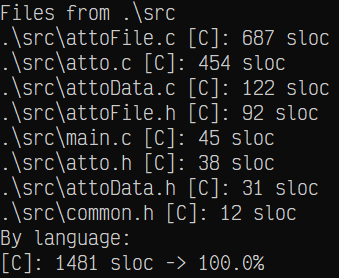 Files from .\src
.\src\attoFile.c [C]: 687 sloc
.\src\atto.c [C]: 454 sloc
.\src\attoData.c [C]: 122 sloc
.\src\attoFile.h [C]: 92 sloc
.\src\main.c [C]: 45 sloc
.\src\atto.h [C]: 38 sloc
.\src\attoData.h [C]: 31 sloc
.\src\common.h [C]: 12 sloc
By language:
[C]: 1481 sloc -> 100.0%